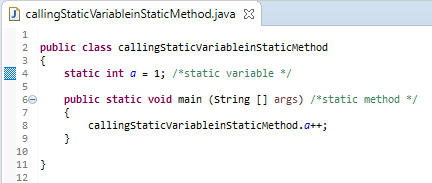 callingStaticVariableinStaticMethod.java
1
2 public class callingStaticVariableinStaticMethod
3 {
4 static int a = 1; /*static variable */
5
6 public static void main (String [] args) /*static method */
7 {
8 callingStaticVariableinStaticMethod.a++;
9 }
10
11 }
12